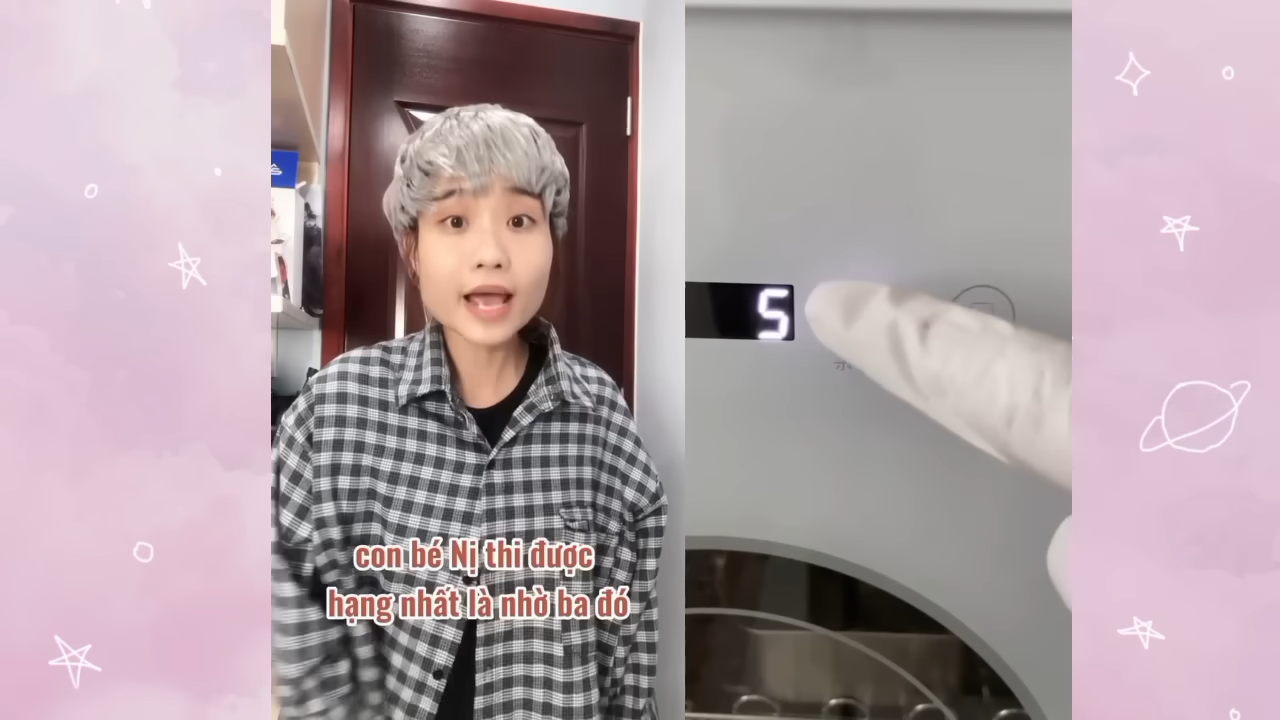 con bé Nị thi được
hạng nhất là nhờ ba đó
5